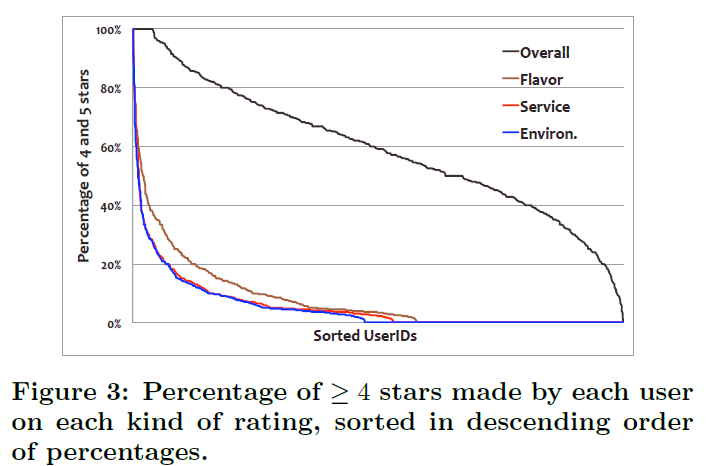 100%
80%
60%
40%
20%
0%
Percentage of 4 and 5 stars
Overall
Flavor
Service
Environ.
Sorted UserIDs
Figure 3: Percentage of ≥ 4 stars made by each user
on each kind of rating, sorted in descending order
of percentages.